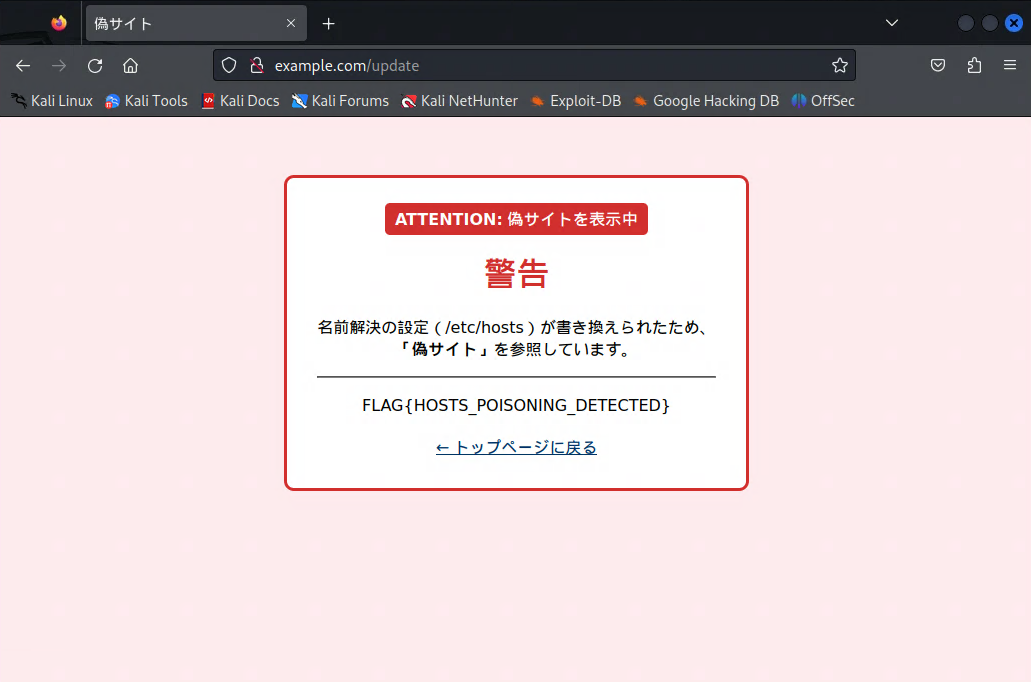 偽サイト
example.com/update
Kali Linux Kali Tools Kali Docs Kali Forums Kali NetHunter Exploit-DB Google Hacking DB OffSec
ATTENTION: 偽サイトを表示中
警告
名前解決の設定（/etc/hosts）が書き換えられたため、
「偽サイト」を参照しています。
FLAG{HOSTS_POISONING_DETECTED}
← トップページに戻る